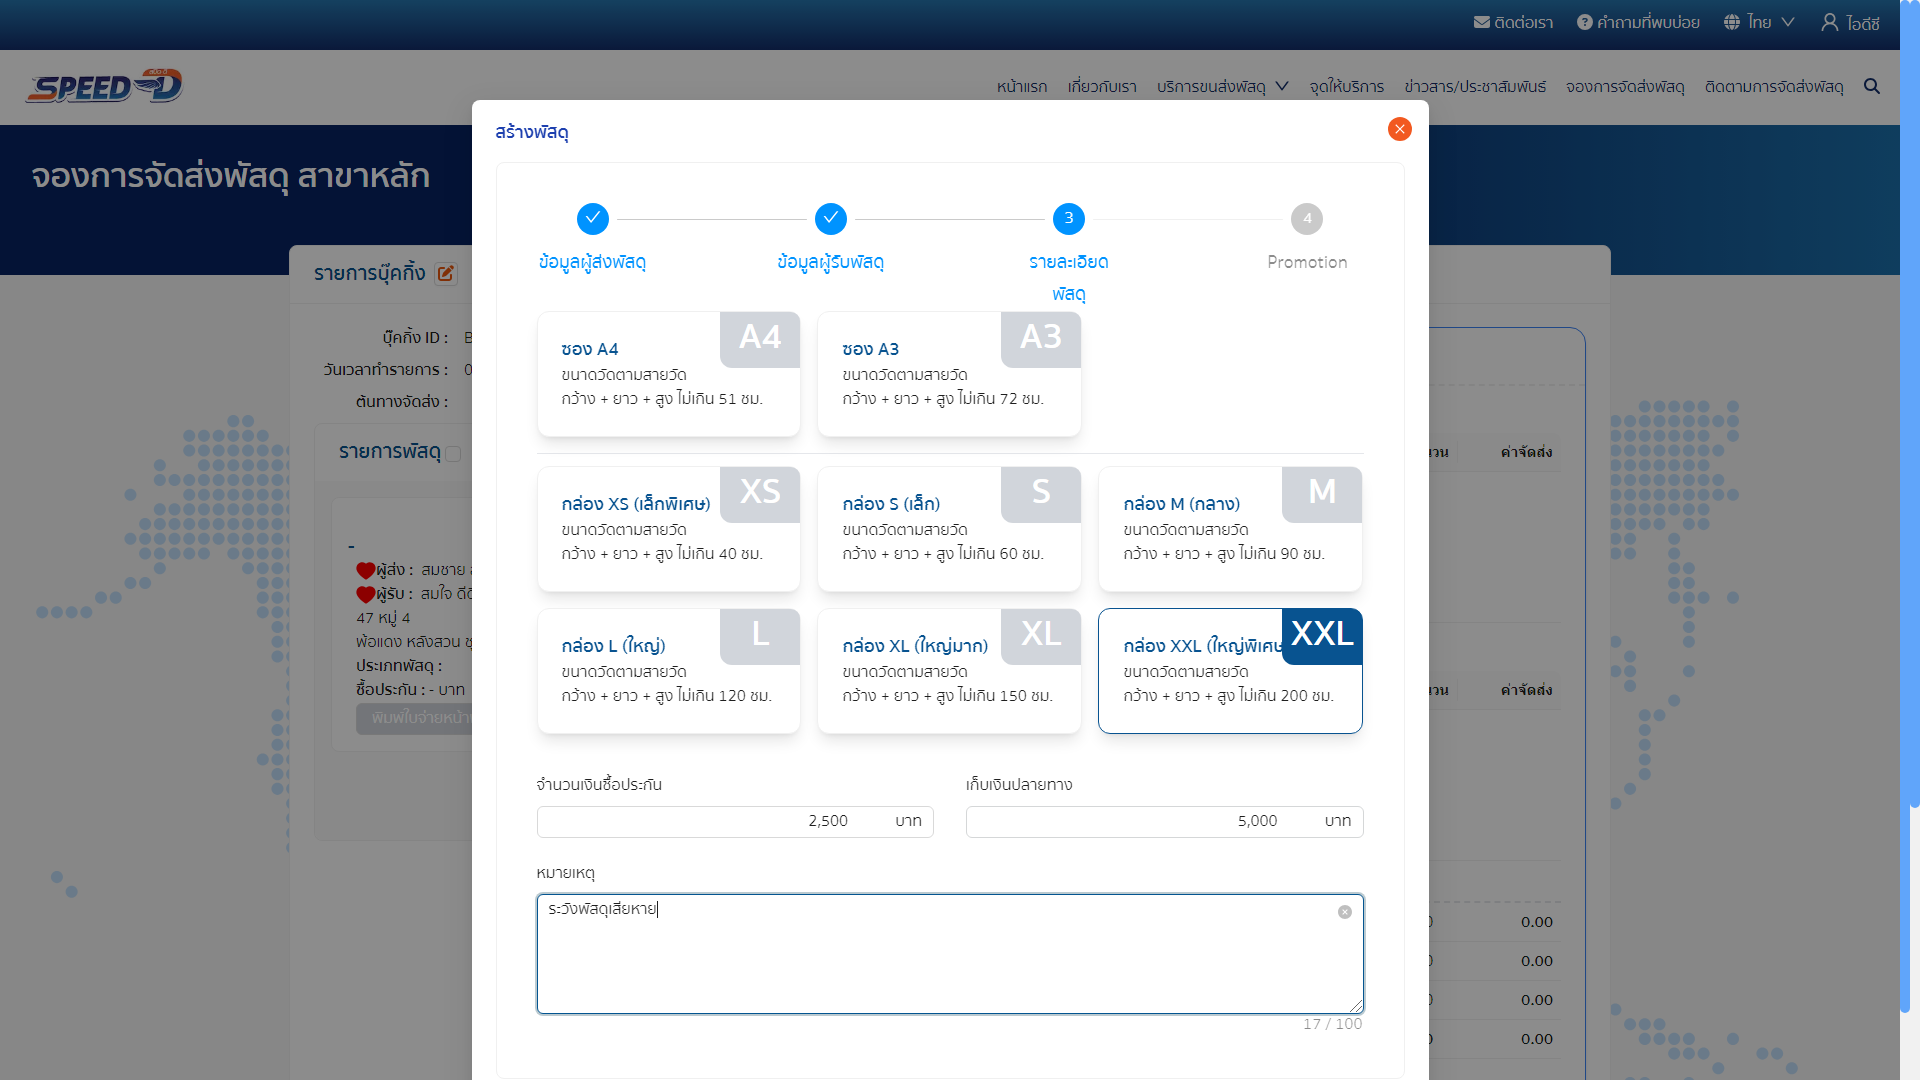 ติดต่อเรา คำถามที่พบบ่อย ไทย ไอดีซี
SPEED-D
หน้าแรก เกี่ยวกับเรา บริการขนส่งพัสดุ จุดให้บริการ ข่าวสาร/ประชาสัมพันธ์ จองการจัดส่งพัสดุ ติดตามการจัดส่งพัสดุ
จองการจัดส่งพัสดุ สาขาหลัก
สร้างพัสดุ
3
4
ข้อมูลผู้ส่งพัสดุ
ข้อมูลผู้รับพัสดุ
รายละเอียด
พัสดุ
Promotion
รายการบุ๊คกิ้ง
บุ๊คกิ้ง ID :
วันเวลาทำรายการ :
ต้นทางจัดส่ง :
รายการพัสดุ
-
ผู้ส่ง : สมชาย
ผู้รับ : สมใจ
47 หมู่ 4
พ้อแดง หลังสวน
ประเภทพัสดุ :
ซื้อประกัน : - บาท
พิมพ์ใบจ่ายหน้า
ซอง A4
A4
ขนาดวัดตามสายวัด
กว้าง + ยาว + สูง ไม่เกิน 51 ซม.
ซอง A3
A3
ขนาดวัดตามสายวัด
กว้าง + ยาว + สูง ไม่เกิน 72 ซม.
กล่อง XS (เล็กพิเศษ)
XS
ขนาดวัดตามสายวัด
กว้าง + ยาว + สูง ไม่เกิน 40 ซม.
กล่อง S (เล็ก)
S
ขนาดวัดตามสายวัด
กว้าง + ยาว + สูง ไม่เกิน 60 ซม.
กล่อง M (กลาง)
M
ขนาดวัดตามสายวัด
กว้าง + ยาว + สูง ไม่เกิน 90 ซม.
กล่อง L (ใหญ่)
L
ขนาดวัดตามสายวัด
กว้าง + ยาว + สูง ไม่เกิน 120 ซม.
กล่อง XL (ใหญ่มาก)
XL
ขนาดวัดตามสายวัด
กว้าง + ยาว + สูง ไม่เกิน 150 ซม.
กล่อง XXL (ใหญ่พิเศษ
XXL
ขนาดวัดตามสายวัด
กว้าง + ยาว + สูง ไม่เกิน 200 ซม.
จำนวนเงินซื้อประกัน
2,500 บาท
เก็บเงินปลายทาง
5,000 บาท
หมายเหตุ
ระวังพัสดุเสียหาย
17 / 100
ค่าจัดส่ง
ค่าจัดส่ง
0.00
0.00
0.00
0.00